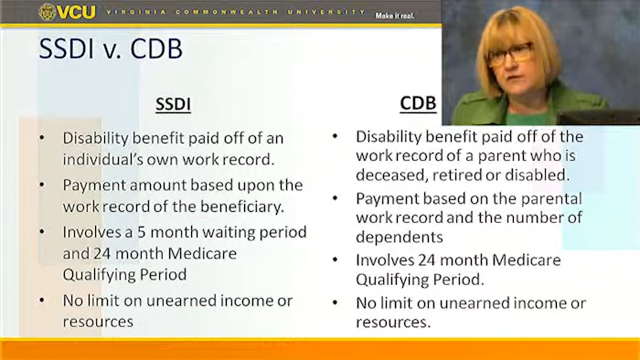 VCU VIRGINIA COMMONWEALTH UNIVERSITY Make it real.
SSDI v. CDB
SSDI
• Disability benefit paid off of an
individual's own work record.
• Payment amount based upon the
work record of the beneficiary.
• Involves a 5 month waiting period
and 24 month Medicare
Qualifying Period
• No limit on unearned income or
resources
CDB
• Disability benefit paid off of the
work record of a parent who is
deceased, retired or disabled.
• Payment based on the parental
work record and the number of
dependents
• Involves 24 month Medicare
Qualifying Period.
• No limit on unearned income or
resources.